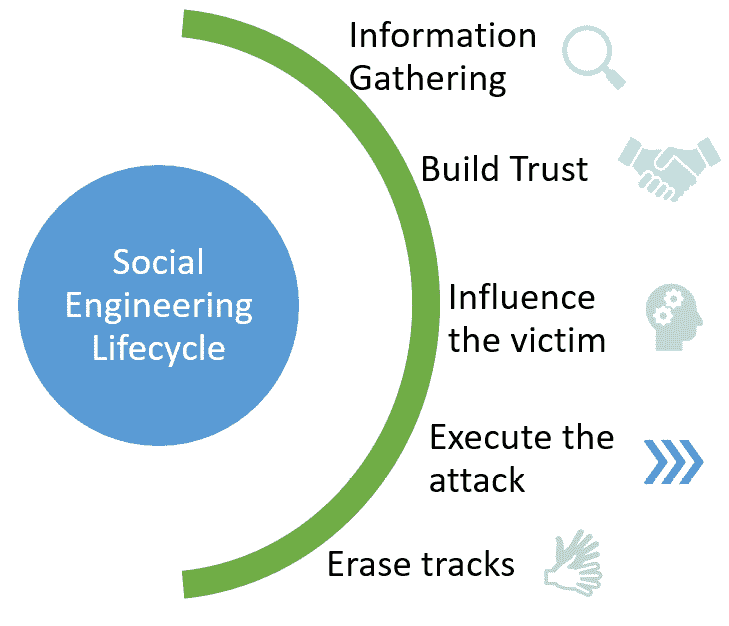 Information
Gathering
Build Trust
Social
Engineering
Lifecycle
Influence
the victim
Execute the
attack
Erase tracks